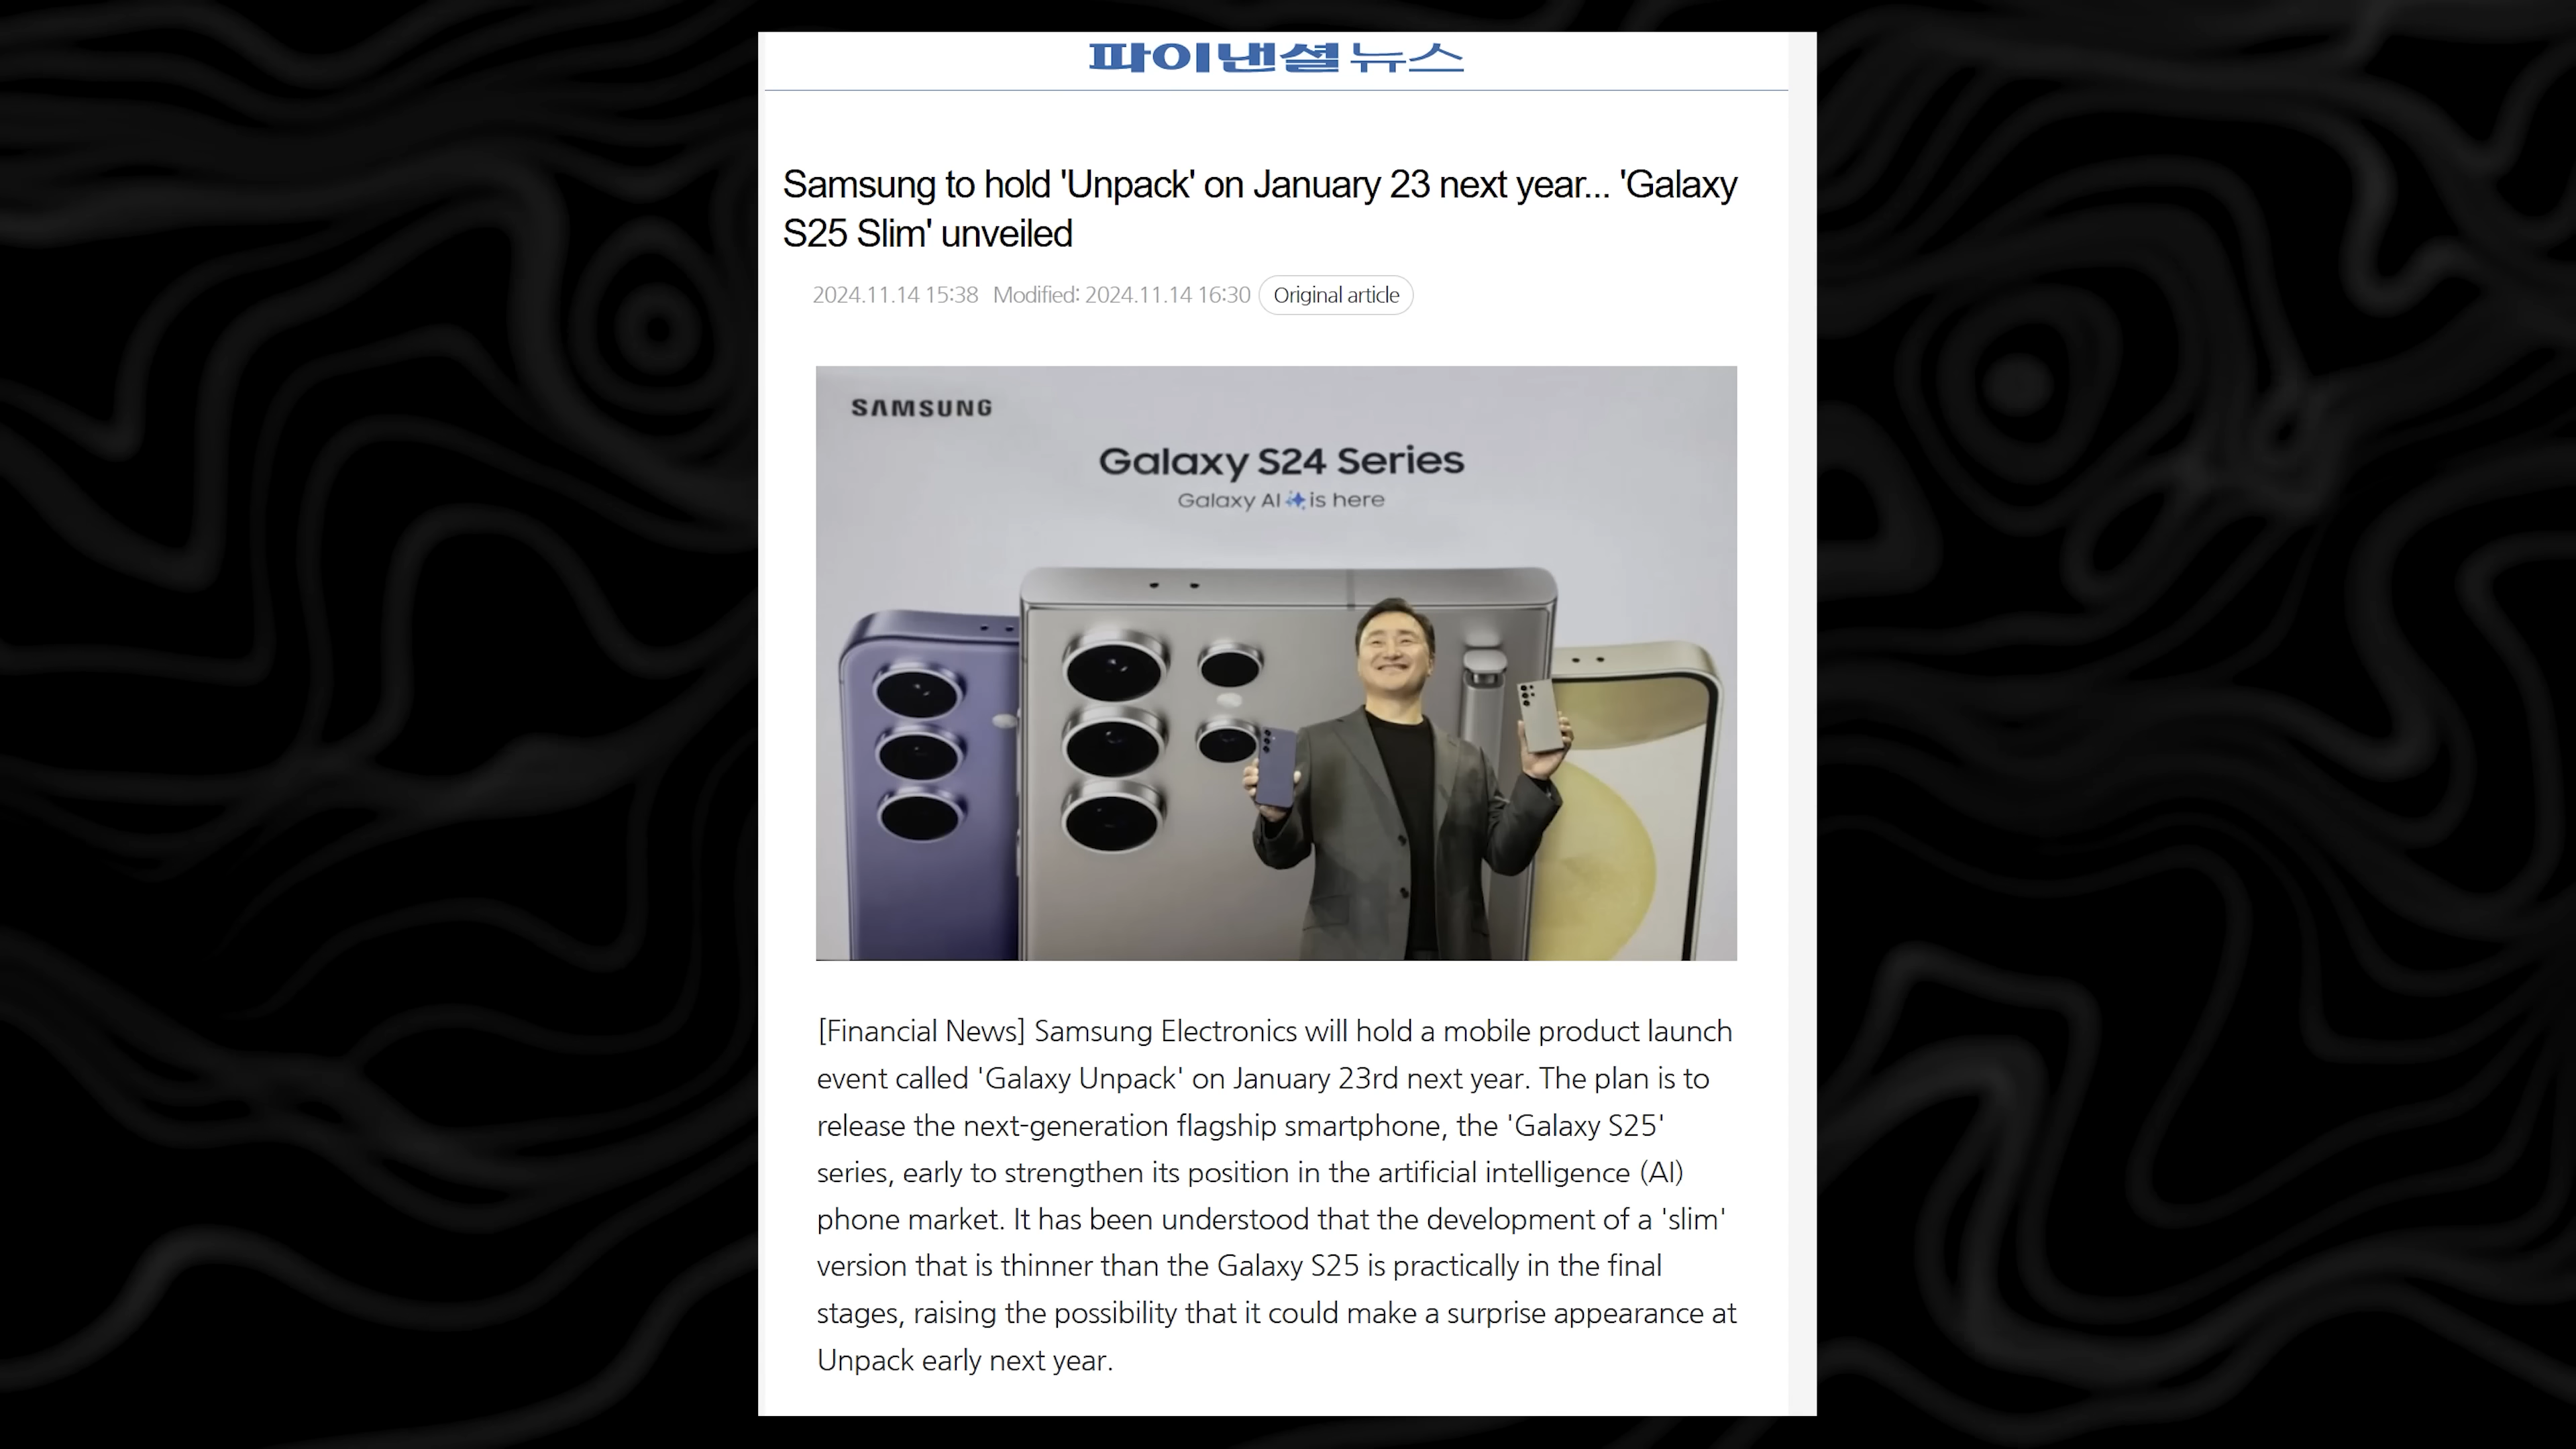 파이낸셜뉴스
Samsung to hold 'Unpack' on January 23 next year... 'Galaxy
S25 Slim' unveiled
2024.11.14 15:38 Modified: 2024.11.14 16:30 Original article
SAMSUNG
Galaxy S24 Series
Galaxy AI is here
[Financial News] Samsung Electronics will hold a mobile product launch
event called 'Galaxy Unpack' on January 23rd next year. The plan is to
release the next-generation flagship smartphone, the 'Galaxy S25'
series, early to strengthen its position in the artificial intelligence (AI)
phone market. It has been understood that the development of a 'slim'
version that is thinner than the Galaxy S25 is practically in the final
stages, raising the possibility that it could make a surprise appearance at
Unpack early next year.